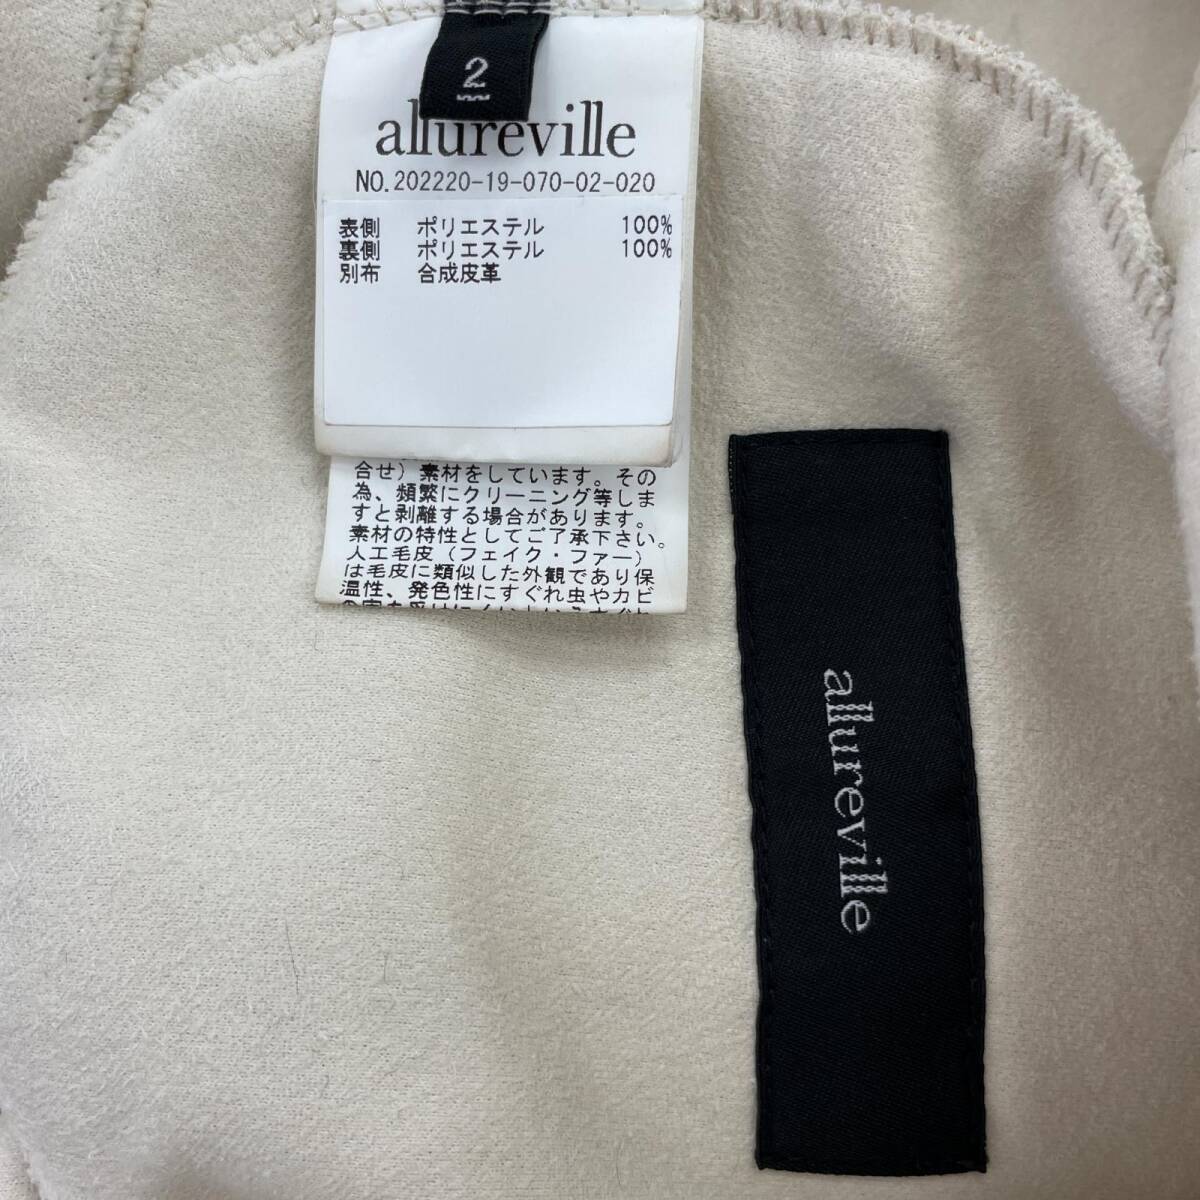 2
allureville
NO.202220-19-070-02-020
表側 ポリエステル 100%
裏側 ポリエステル 100%
別布 合成皮革
合せ）素材をしています。その
為、頻繁にクリーニング等しま
すと剥離する場合があります。
素材の特性としてご了承下さい。
人工毛皮（フェイク・ファー）
は毛皮に類似した外観であり保
温性、発色性にすぐれ虫やカビ
allureville